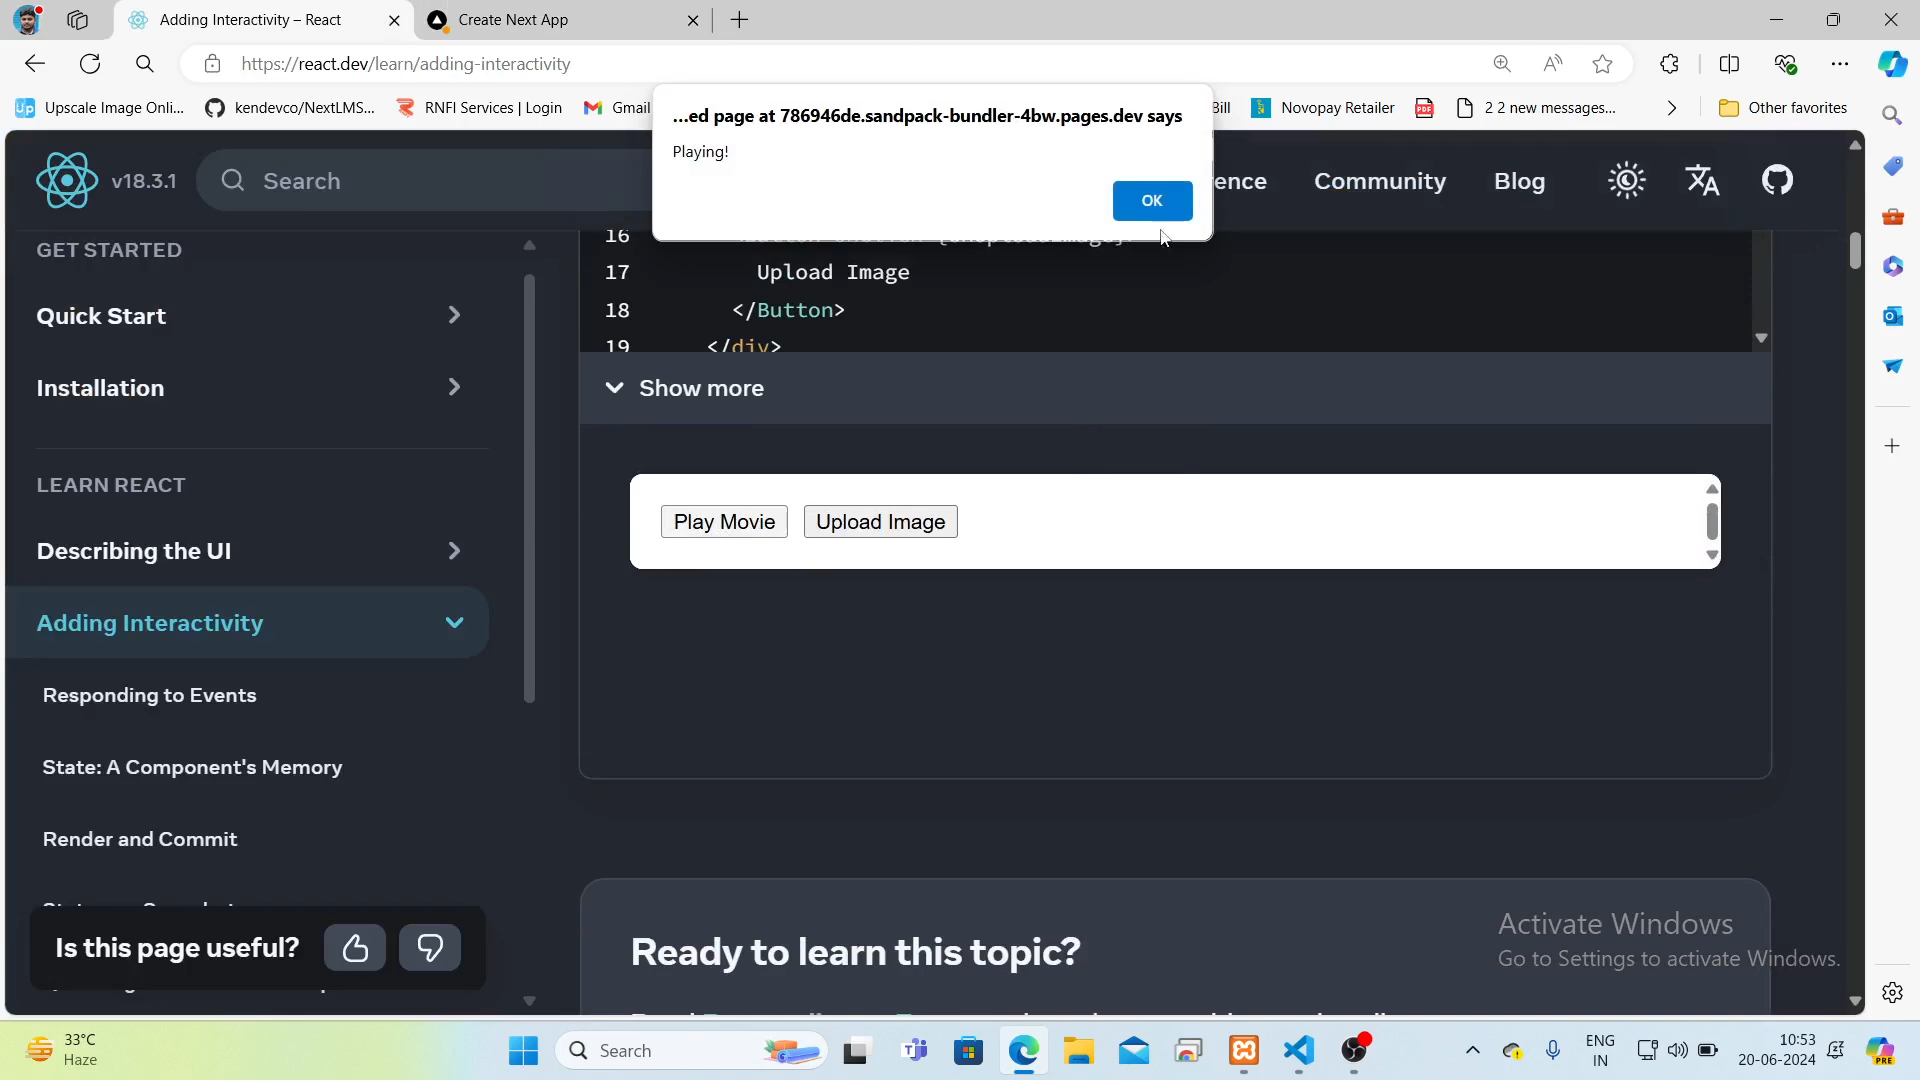 Adding Interactivity – React
Create Next App
https://react.dev/learn/adding-interactivity
Upscale Image Onli...
kendevco/NextLMS...
RNFI Services | Login
Gmail
Bill
Novopay Retailer
2 2 new messages...
Other favorites
...ed page at 786946de.sandpack-bundler-4bw.pages.dev says
Playing!
OK
v18.3.1
Search
ence
Community
Blog
GET STARTED
Quick Start
Installation
LEARN REACT
Describing the UI
Adding Interactivity
Responding to Events
State: A Component's Memory
Render and Commit
Is this page useful?
16
17 Upload Image
18 </Button>
19 </div>
Show more
Play Movie
Upload Image
Ready to learn this topic?
Activate Windows
Go to Settings to activate Windows.
33°C
Haze
Search
ENG
IN
10:53
20-06-2024
PRE